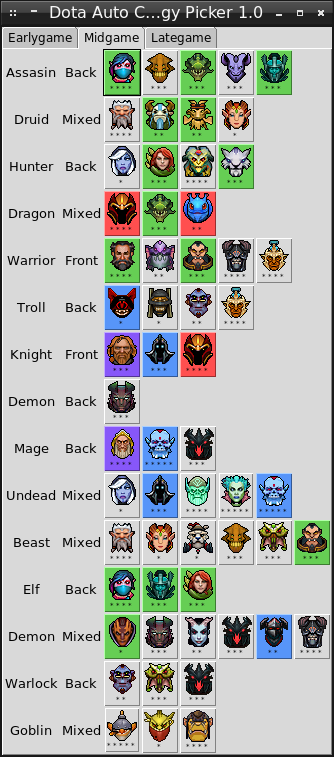 Dota Auto C...gy Picker 1.0
Earlygame Midgame Lategame
Assasin Back
Druid Mixed
Hunter Back
Dragon Mixed
Warrior Front
Troll Back
Knight Front
Demon Back
Mage Back
Undead Mixed
Beast Mixed
Elf Back
Demon Mixed
Warlock Back
Goblin Mixed